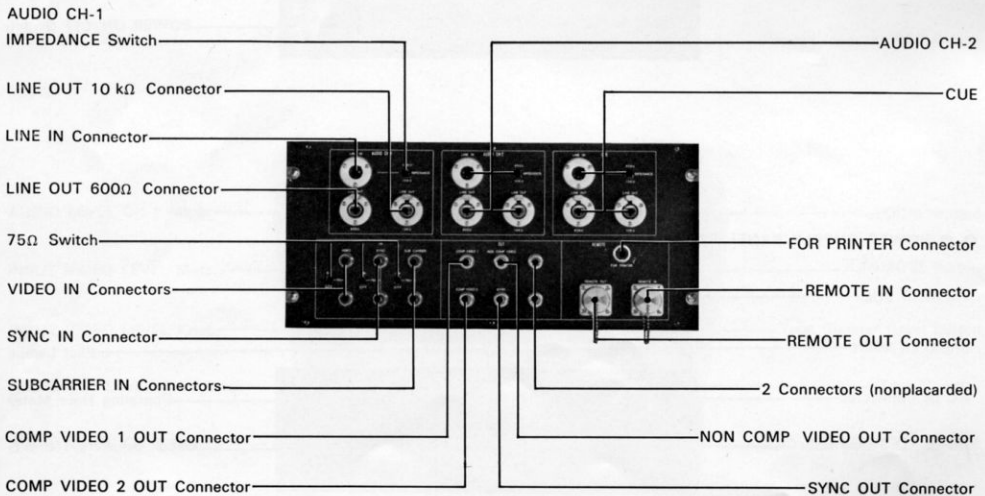 AUDIO CH-1
IMPEDANCE Switch
LINE OUT 10 kΩ Connector
LINE IN Connector
LINE OUT 600Ω Connector
75Ω Switch
VIDEO IN Connectors
SYNC IN Connector
SUBCARRIER IN Connectors
COMP VIDEO 1 OUT Connector
COMP VIDEO 2 OUT Connector
AUDIO CH-2
CUE
FOR PRINTER Connector
REMOTE IN Connector
REMOTE OUT Connector
2 Connectors (nonplacarded)
NON COMP VIDEO OUT Connector
SYNC OUT Connector